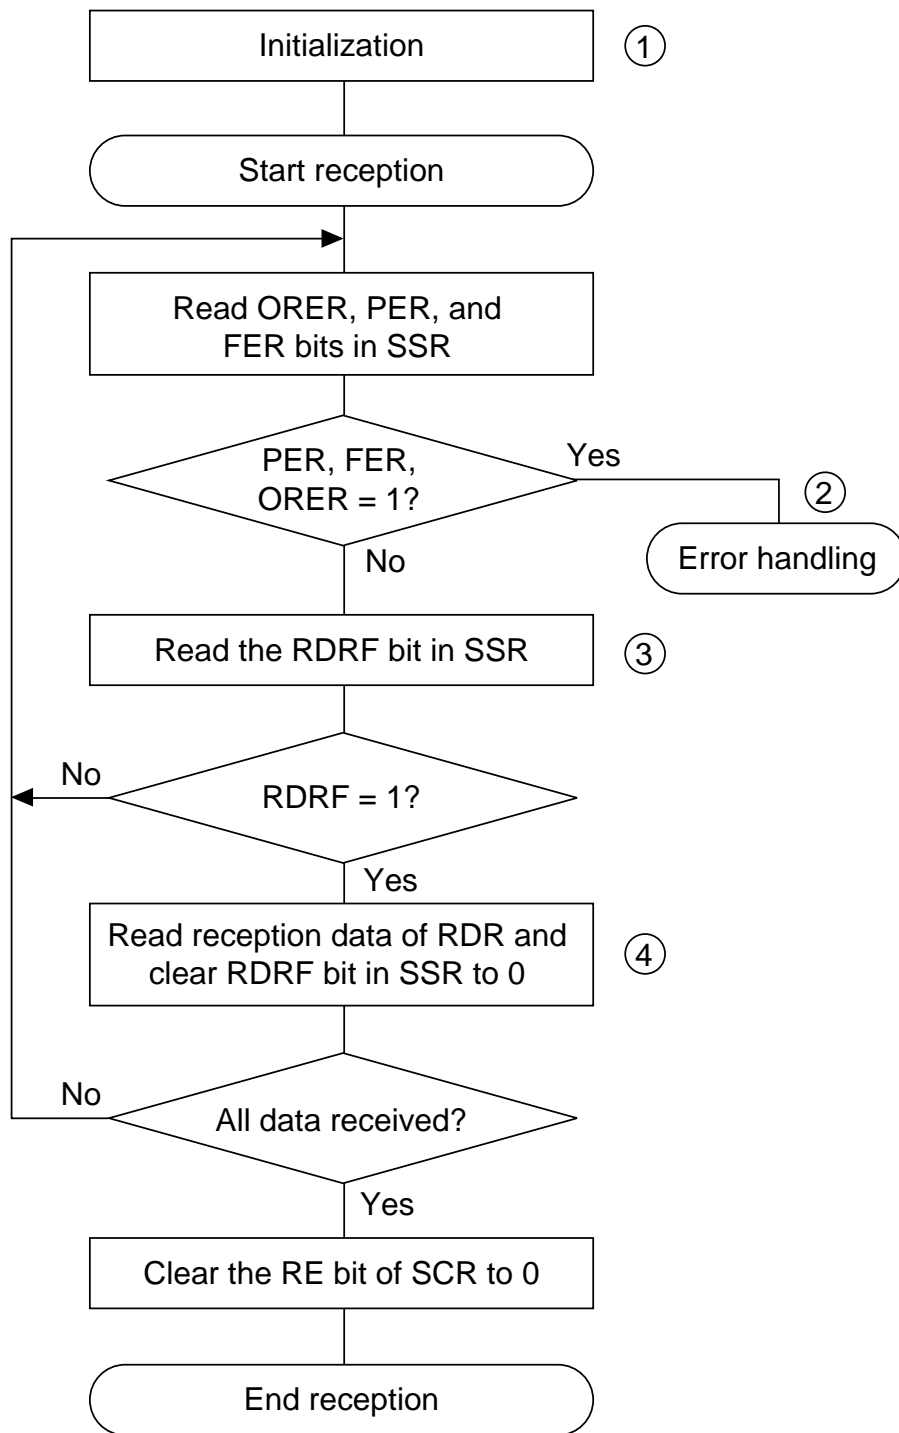 Initialization
1
Start reception
Read ORER, PER, and
FER bits in SSR
PER, FER,
ORER = 1?
Yes
2
Error handling
No
Read the RDRF bit in SSR
3
No
RDRF = 1?
Yes
Read reception data of RDR and
clear RDRF bit in SSR to 0
4
No
All data received?
Yes
Clear the RE bit of SCR to 0
End reception